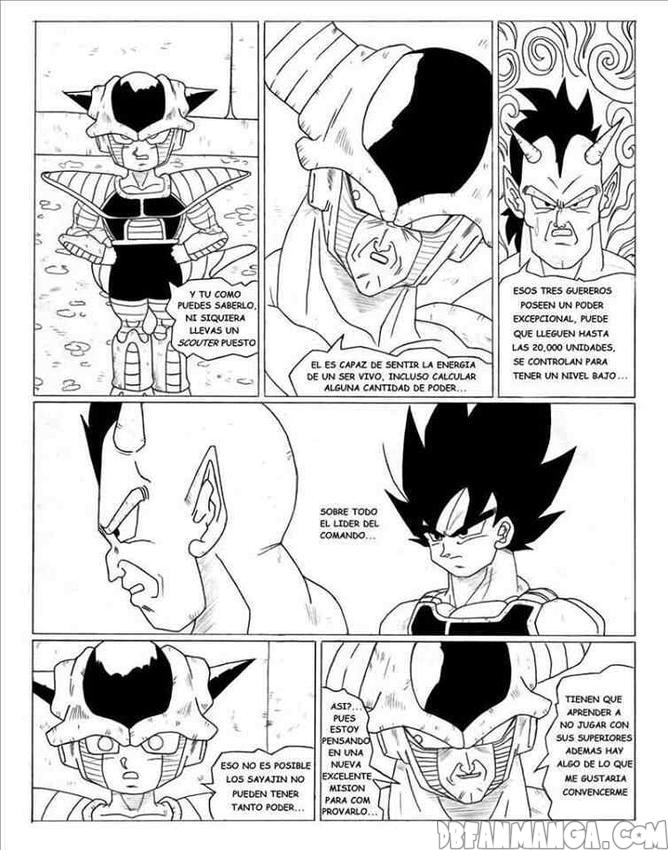 Y TU COMO
PUEDES SABERLO,
NI SIQUIERA
LLEVAS UN
SCOUTER PUESTO
EL ES CAPAZ DE SENTIR LA ENERGIA
DE UN SER VIVO, INCLUSO CALCULAR
ALGUNA CANTIDAD DE PODER...
ESOS TRES GUEREROS
POSEEN UN PODER
EXCEPCIONAL, PUEDE
QUE LLEGUEN HASTA
LAS 20,000 UNIDADES,
SE CONTROLAN PARA
TENER UN NIVEL BAJO...
SOBRE TODO
EL LIDER DEL
COMANDO...
ESO NO ES POSIBLE
LOS SAYAJIN NO
PUEDEN TENER
TANTO PODER...
ASI?...
PUES
ESTOY
PENSANDO
EN UNA
NUEVA
EXCELENTE
MISION
PARA COM
PROVARLO...
TIENEN QUE
APRENDER A
NO JUGAR CON
SUS SUPERIORES
ADEMAS HAY
ALGO DE LO QUE
ME GUSTARIA
CONVENCERME
DBFANMANGA.COM